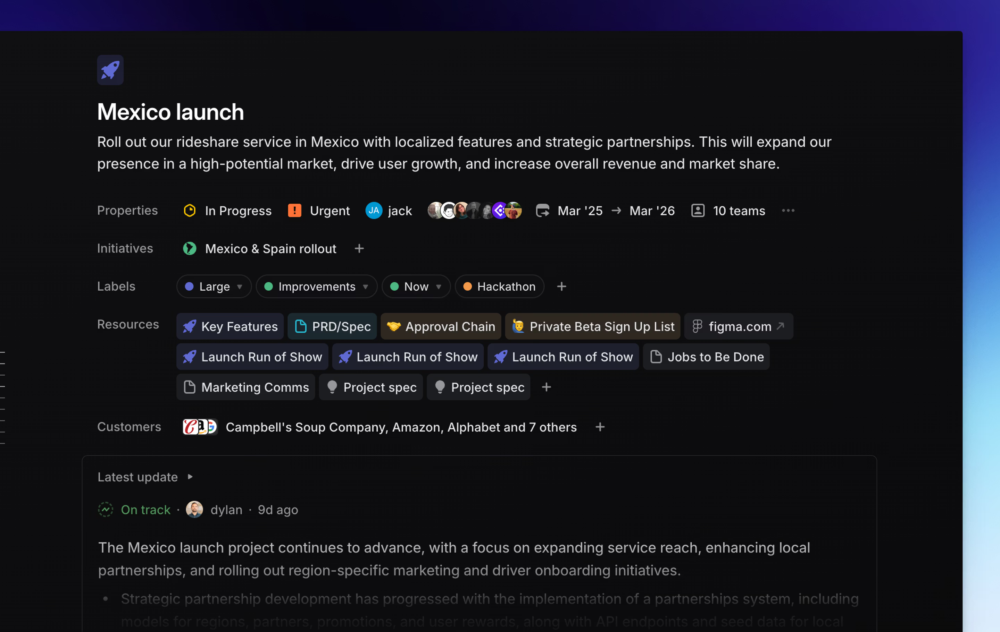 Mexico launch
Roll out our rideshare service in Mexico with localized features and strategic partnerships. This will expand our
presence in a high-potential market, drive user growth, and increase overall revenue and market share.
Properties In Progress Urgent JA jack Mar '25 → Mar '26 10 teams ...
Initiatives Mexico & Spain rollout +
Labels Large Improvements Now Hackathon +
Resources Key Features PRD/Spec Approval Chain Private Beta Sign Up List figma.com ↗
Launch Run of Show Launch Run of Show Launch Run of Show Jobs to Be Done
Marketing Comms Project spec Project spec +
Customers Campbell's Soup Company, Amazon, Alphabet and 7 others +
Latest update
On track · dylan · 9d ago
The Mexico launch project continues to advance, with a focus on expanding service reach, enhancing local
partnerships, and rolling out region-specific marketing and driver onboarding initiatives.
• Strategic partnership development has progressed with the implementation of a partnerships system, including
models for regions, partners, promotions, and user rewards, along with API endpoints and seed data for local